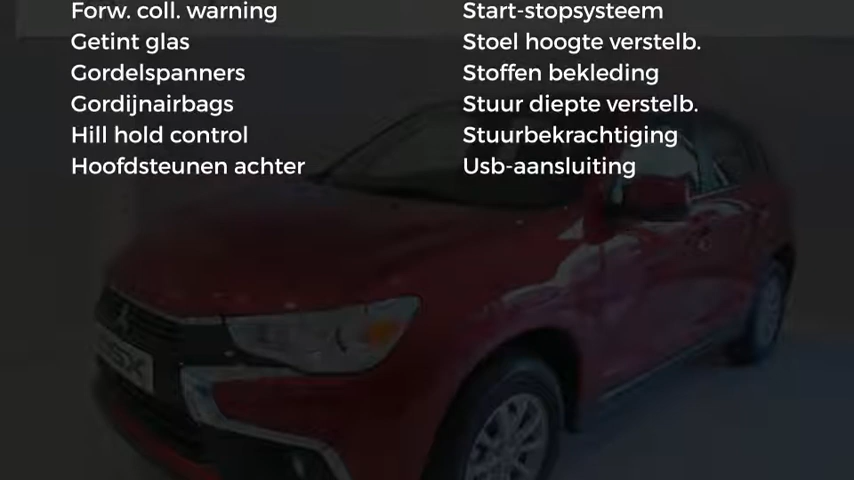 Forw. coll. warning
Getint glas
Gordelspanners
Gordijnairbags
Hill hold control
Hoofdsteunen achter
Start-stopsysteem
Stoel hoogte verstelb.
Stoffen bekleding
Stuur diepte verstelb.
Stuurbekrachtiging
Usb-aansluiting